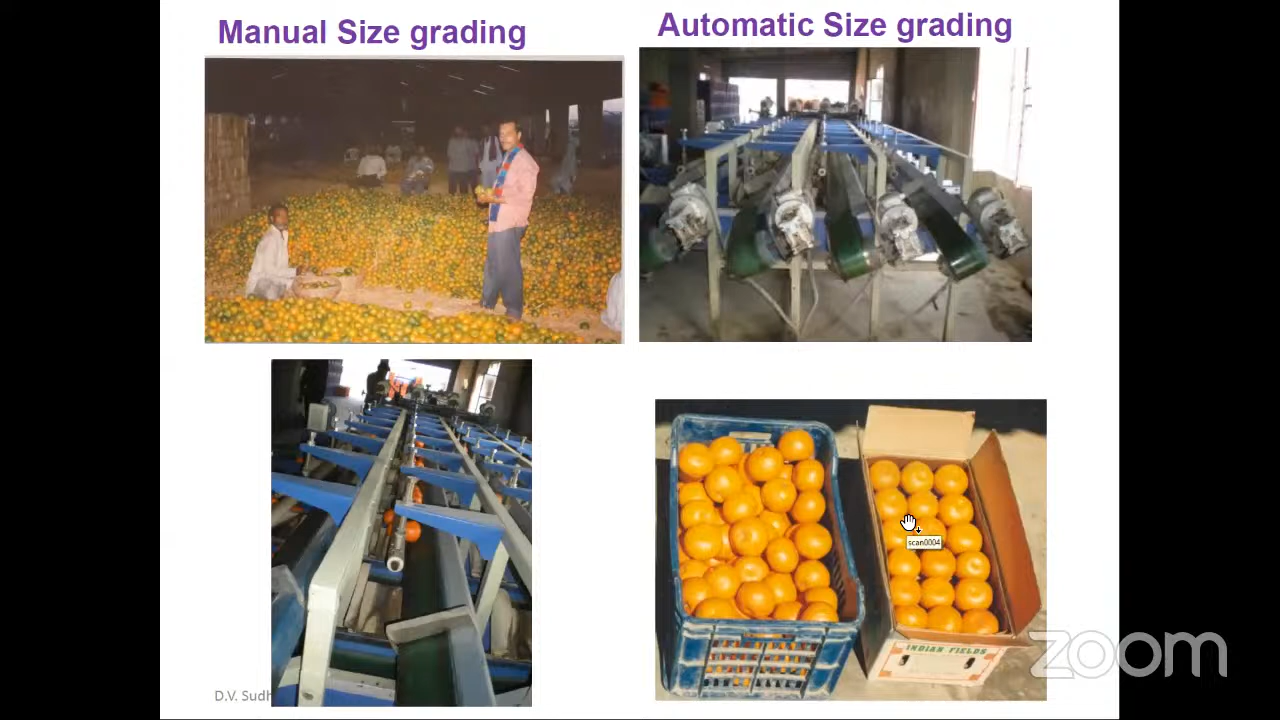 Manual Size grading
Automatic Size grading
scan0004
INDIAN FIELDS
D.V. Sudh
zoom